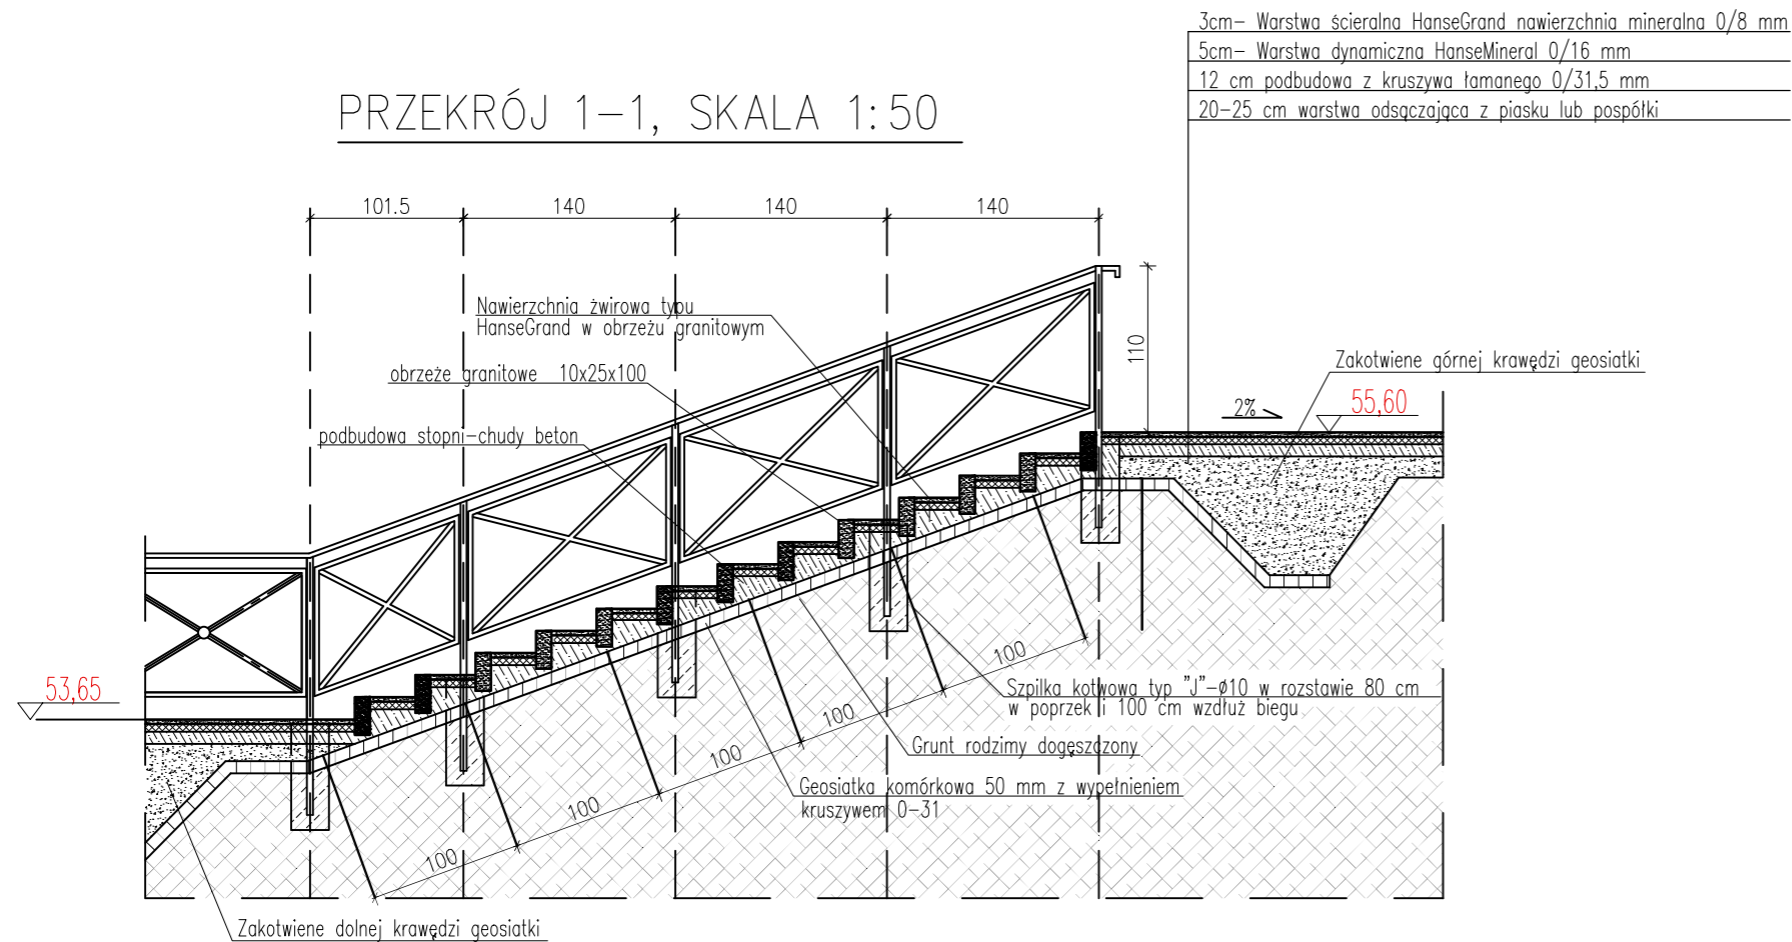 3cm- Warstwa ścieralna HanseGrand nawierzchnia mineralna 0/8 mm
5cm- Warstwa dynamiczna HanseMineral 0/16 mm
12 cm podbudowa z kruszywa łamanego 0/31,5 mm
20-25 cm warstwa odsączająca z piasku lub pospółki
PRZEKRÓJ 1-1, SKALA 1:50
101.5
140
140
140
Nawierzchnia żwirowa typu
HanseGrand w obrzeżu granitowym
110
Zakotwiene górnej krawędzi geosiatki
obrzeże granitowe 10x25x100
2%
55,60
podbudowa stopni-chudy beton
53,65
100
Szpilka kotwowa typ "J"-ø10 w rozstawie 80 cm
w poprzek i 100 cm wzdłuż biegu
100
Grunt rodzimy dogęszczony
100
Geosiatka komórkowa 50 mm z wypełnieniem
kruszywem 0-31
100
100
Zakotwiene dolnej krawędzi geosiatki